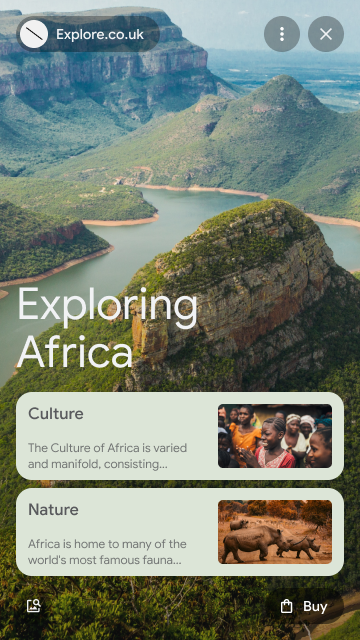 Explore.co.uk
Exploring
Africa
Culture
The Culture of Africa is varied
and manifold, consisting...
Nature
Africa is home to many of the
world's most famous fauna...
Buy